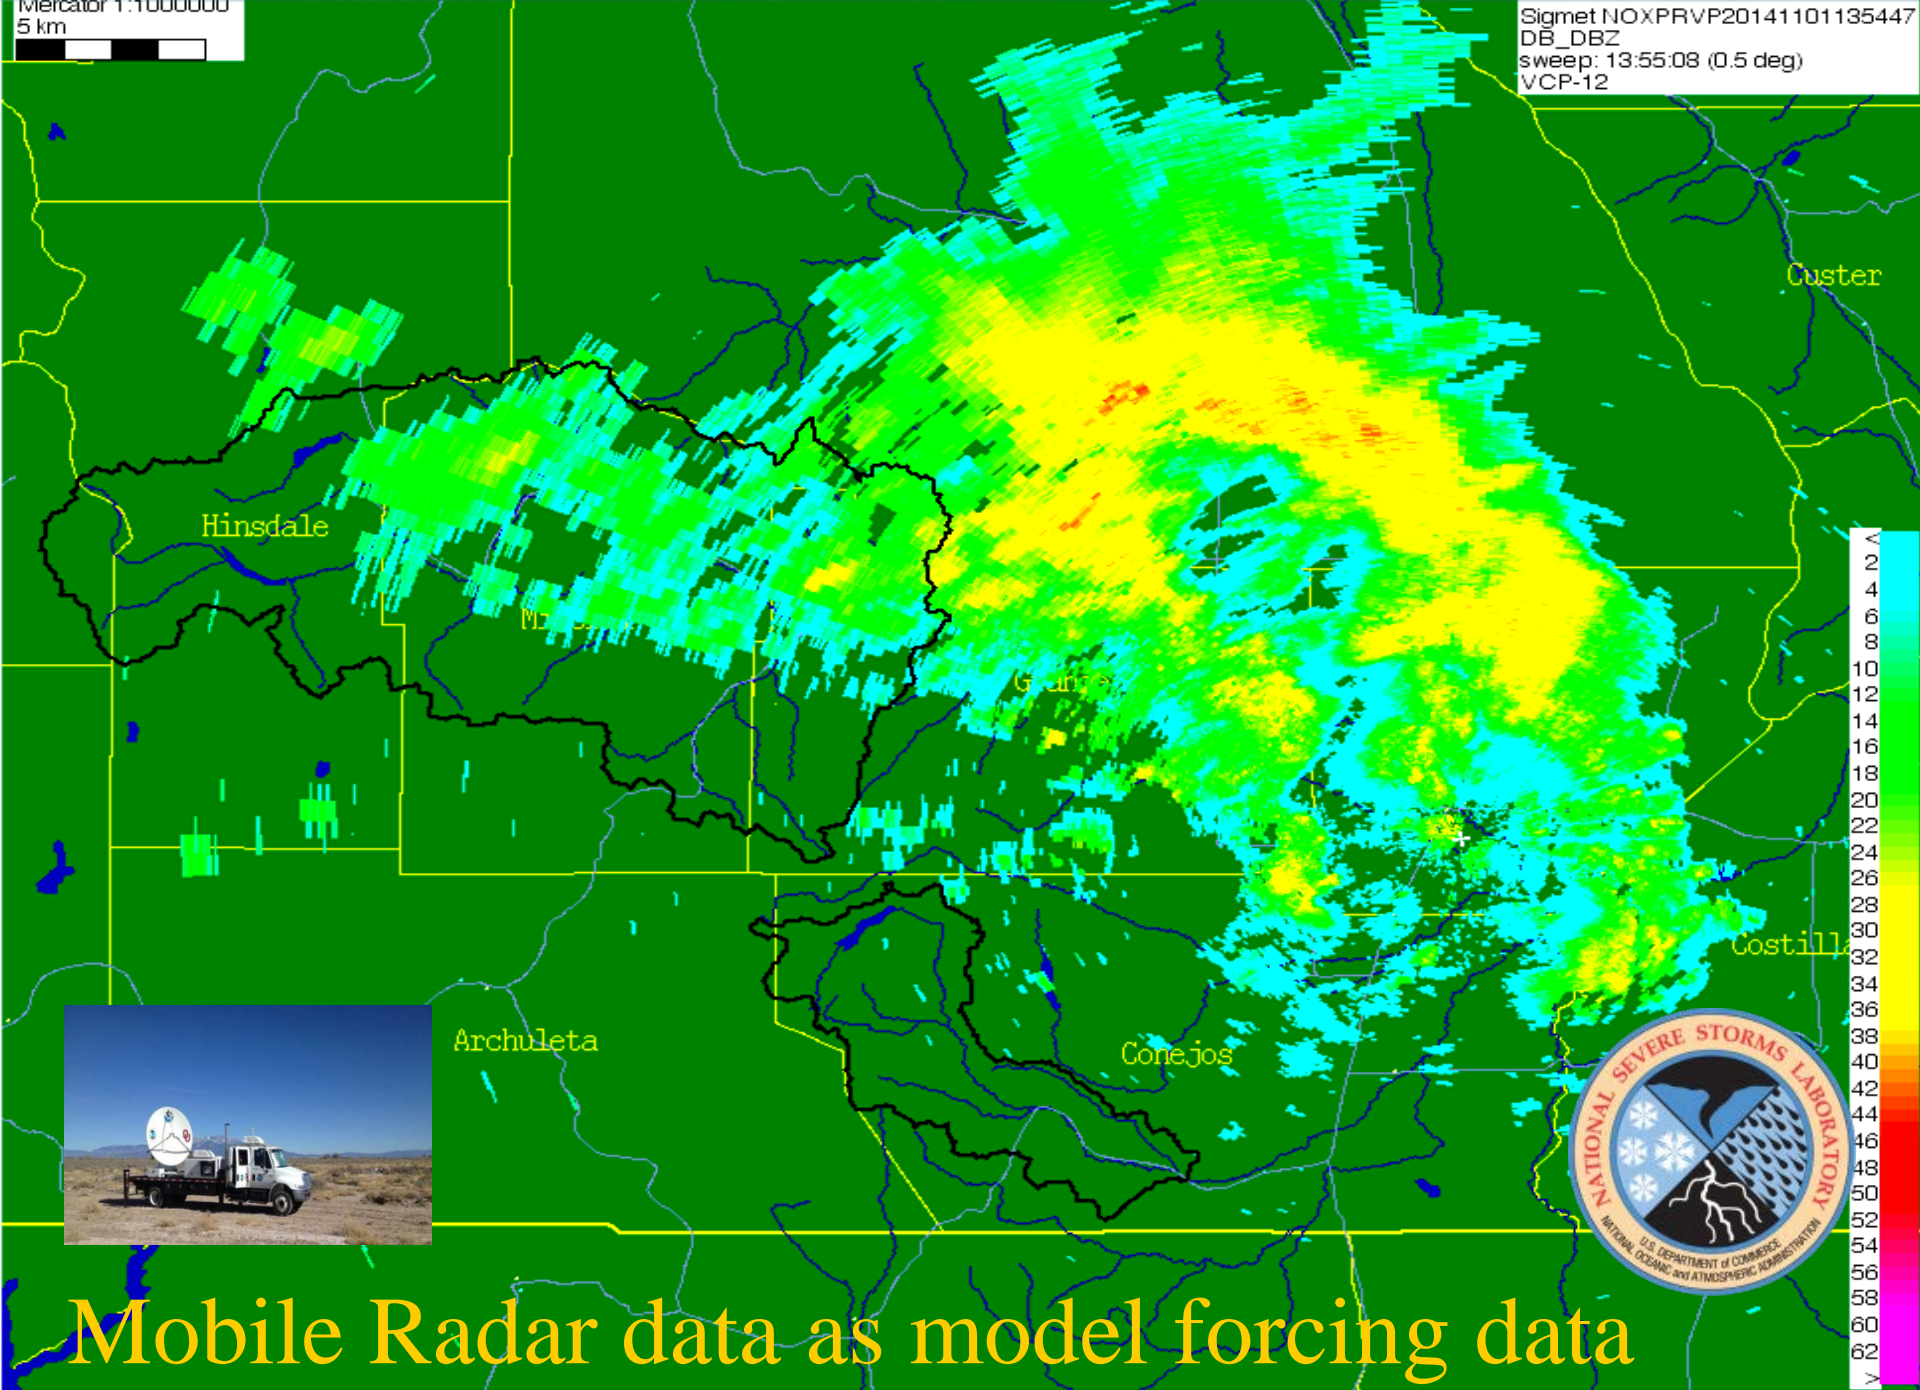 Mercator 1:1000000
5 km
Sigmet NOXPRVP20141101135447
DB_DBZ
sweep: 13:55:08 (0.5 deg)
VCP-12
Custer
Hinsdale
Costilla
Archuleta
Conejos
<
2
4
6
8
10
12
14
16
18
20
22
24
26
28
30
32
34
36
38
40
42
44
46
48
50
52
54
56
58
60
62
>
NATIONAL SEVERE STORMS LABORATORY
U.S. DEPARTMENT of COMMERCE
NATIONAL OCEANIC and ATMOSPHERIC ADMINISTRATION
Mobile Radar data as model forcing data